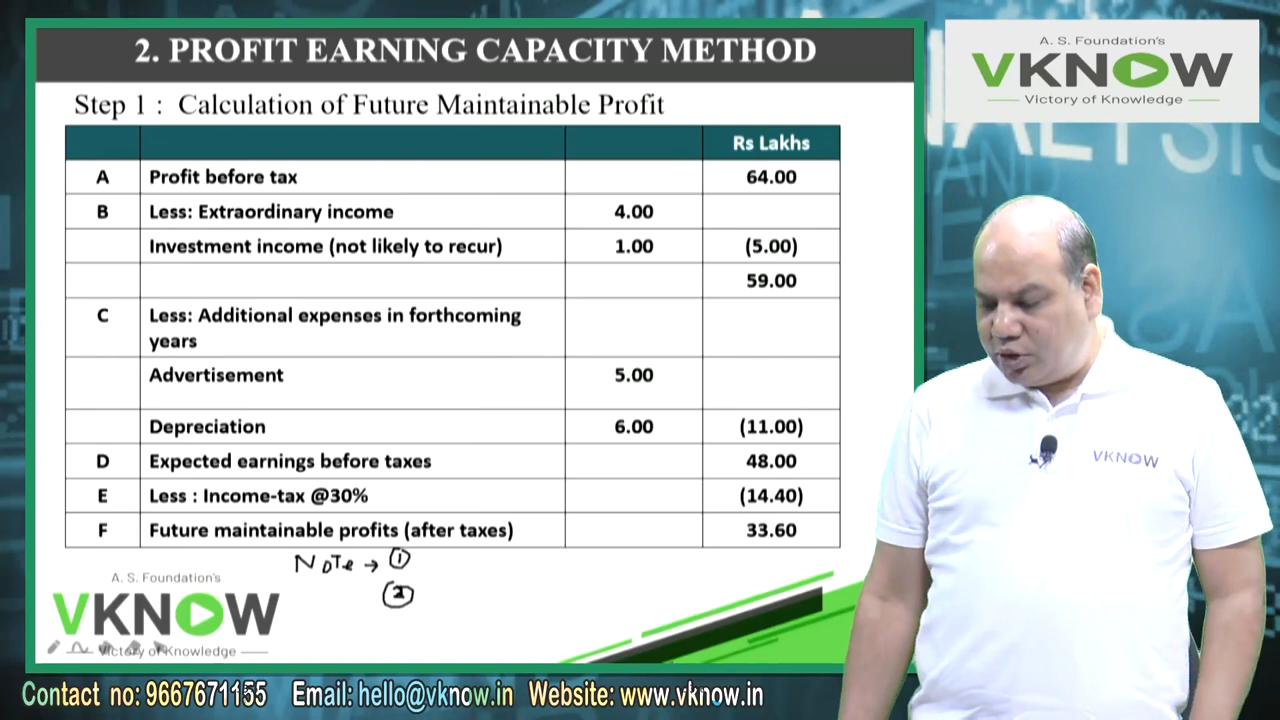 2. PROFIT EARNING CAPACITY METHOD
A. S. Foundation's
VKNOW
Victory of Knowledge
Step 1 : Calculation of Future Maintainable Profit
Rs Lakhs
A Profit before tax 64.00
B Less: Extraordinary income 4.00
Investment income (not likely to recur) 1.00 (5.00)
59.00
C Less: Additional expenses in forthcoming
years
Advertisement 5.00
Depreciation 6.00 (11.00)
D Expected earnings before taxes 48.00
E Less : Income-tax @30% (14.40)
F Future maintainable profits (after taxes) 33.60
NOTe → ①
②
A. S. Foundation's
VKNOW
Victory of Knowledge
VKNOW
Contact no: 9667671155 Email: hello@vknow.in Website: www.vknow.in